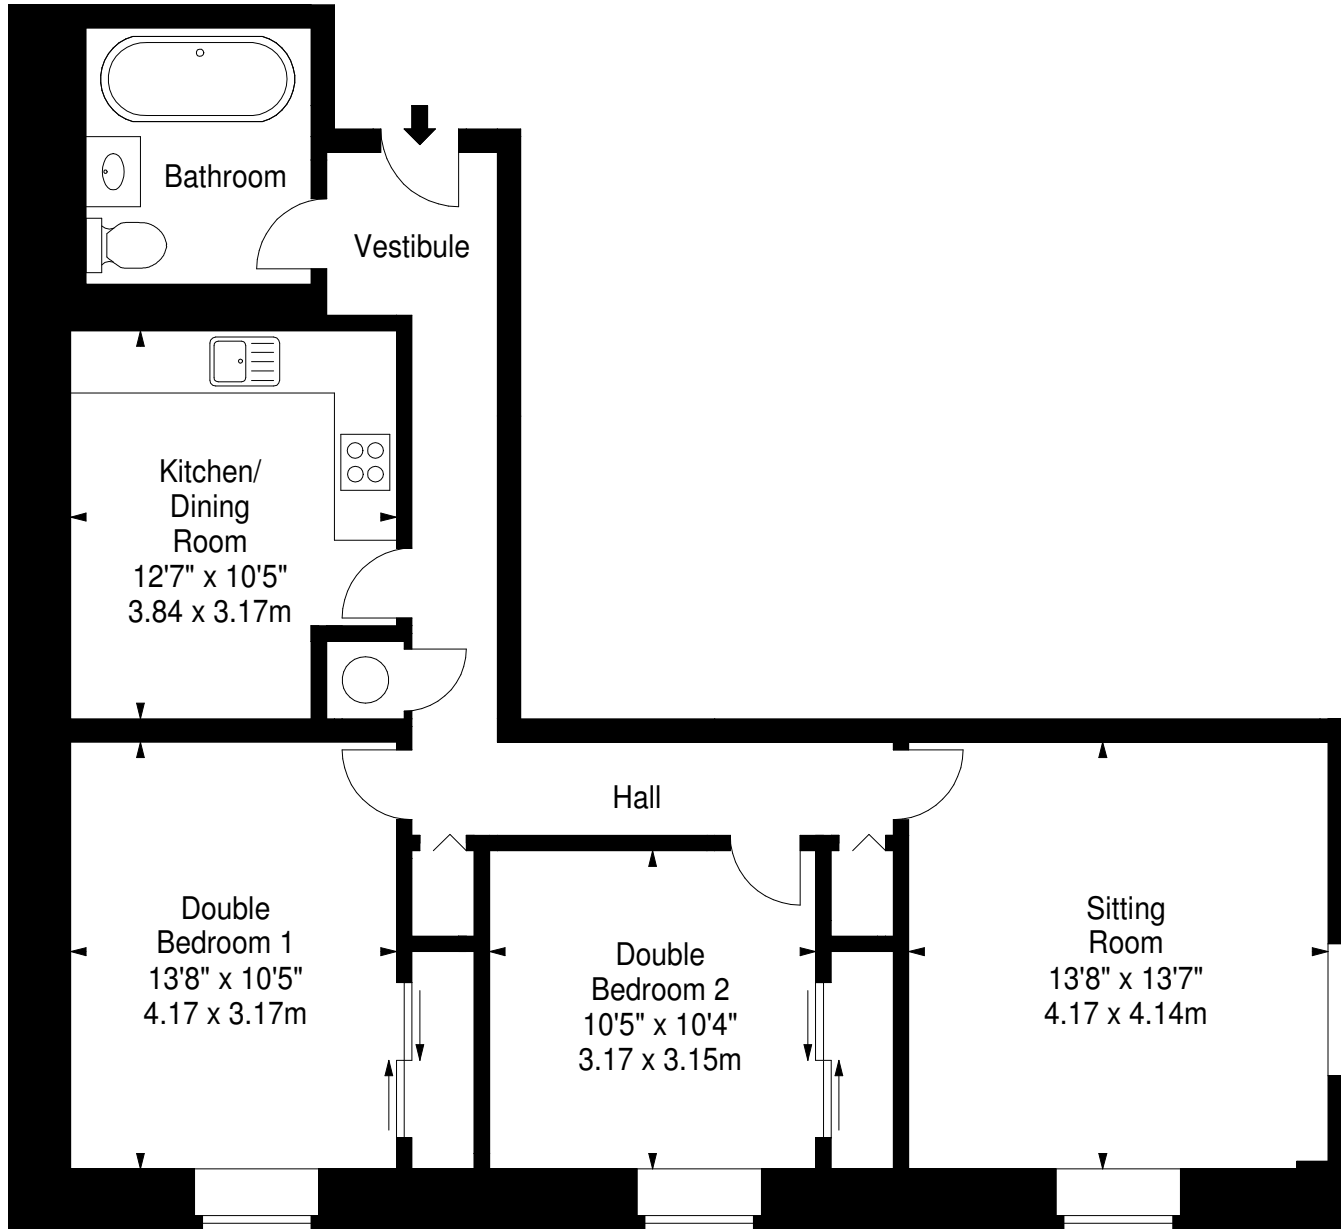 Bathroom
Vestibule
Kitchen/
Dining
Room
12'7" x 10'5"
3.84 x 3.17m
Hall
Double
Bedroom 1
13'8" x 10'5"
4.17 x 3.17m
Double
Bedroom 2
10'5" x 10'4"
3.17 x 3.15m
Sitting
Room
13'8" x 13'7"
4.17 x 4.14m